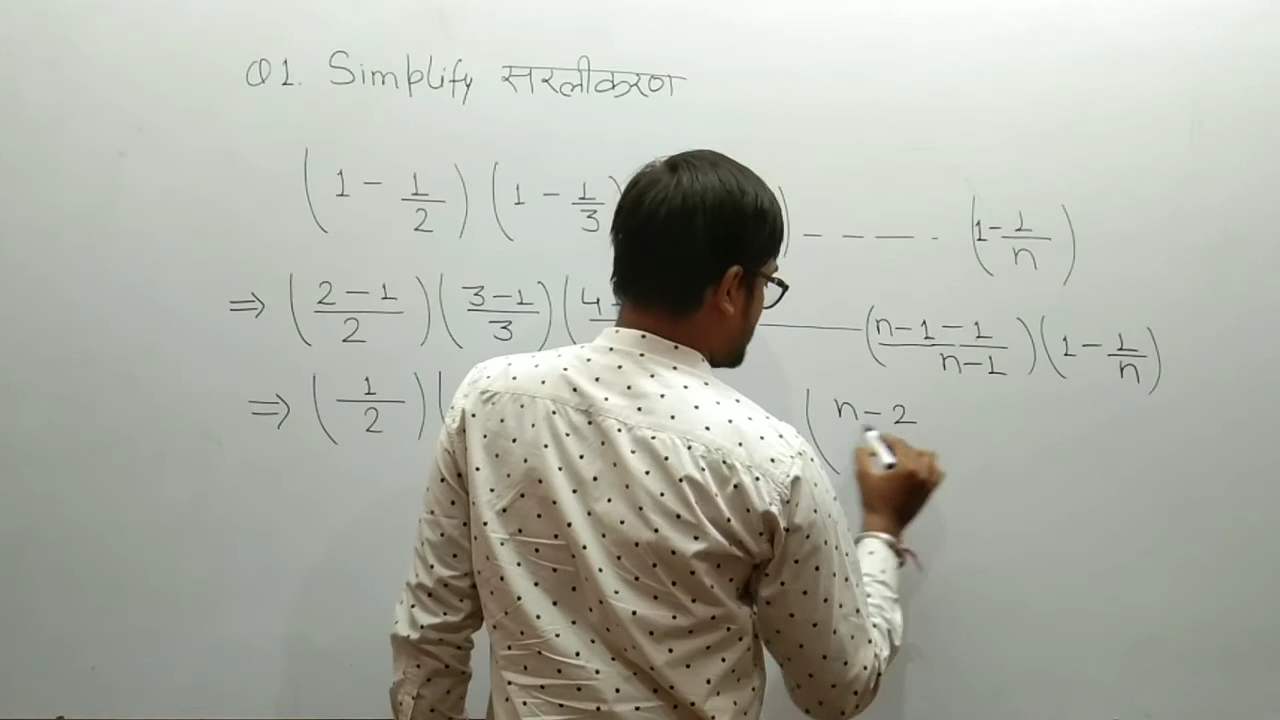 Q1. Simplify सरलीकरण
(1 - 1/2) (1 - 1/3 ) ---- (1 - 1/n)
⇒ (2-1/2) (3-1/3) (4- — (n-1-1/n-1) (1 - 1/n)
⇒ (1/2) ( (n-2